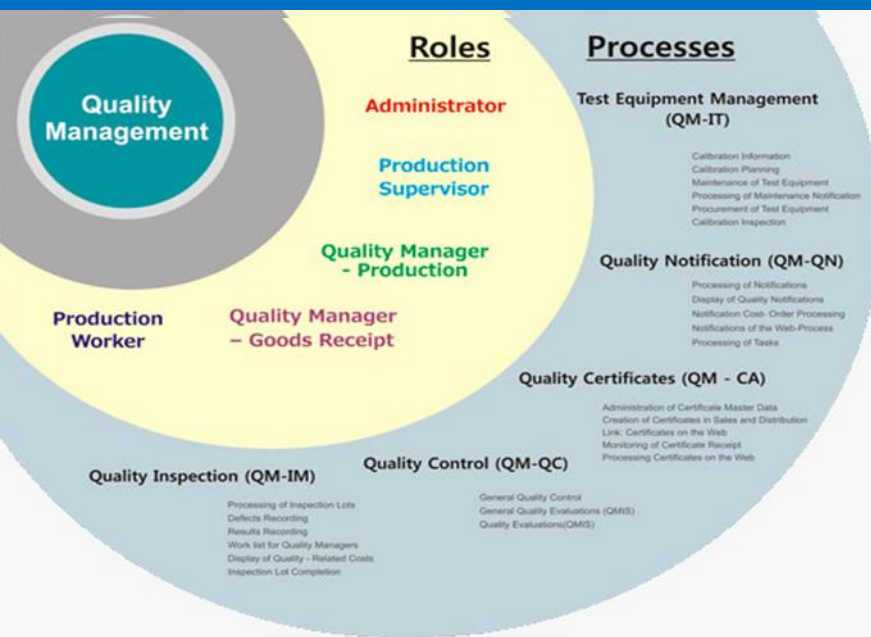 Quality
Management
Roles
Administrator
Production
Supervisor
Quality Manager
- Production
Quality Manager
– Goods Receipt
Production
Worker
Processes
Test Equipment Management
(QM-IT)
Calibration Information
Calibration Planning
Maintenance of Test Equipment
Processing of Maintenance Notification
Procurement of Test Equipment
Calibration Inspection
Quality Notification (QM-QN)
Processing of Notifications
Display of Quality Notifications
Notification Cost- Order Processing
Notifications of the Web-Process
Processing of Tasks
Quality Certificates (QM - CA)
Administration of Certificate Master Data
Creation of Certificates in Sales and Distribution
Link: Certificates on the Web
Monitoring of Certificate Receipt
Processing Certificates on the Web
Quality Control (QM-QC)
General Quality Control
General Quality Evaluations (QMIS)
Quality Evaluations(QMIS)
Quality Inspection (QM-IM)
Processing of Inspection Lots
Defects Recording
Results Recording
Work list for Quality Managers
Display of Quality - Related Costs
Inspection Lot Completion